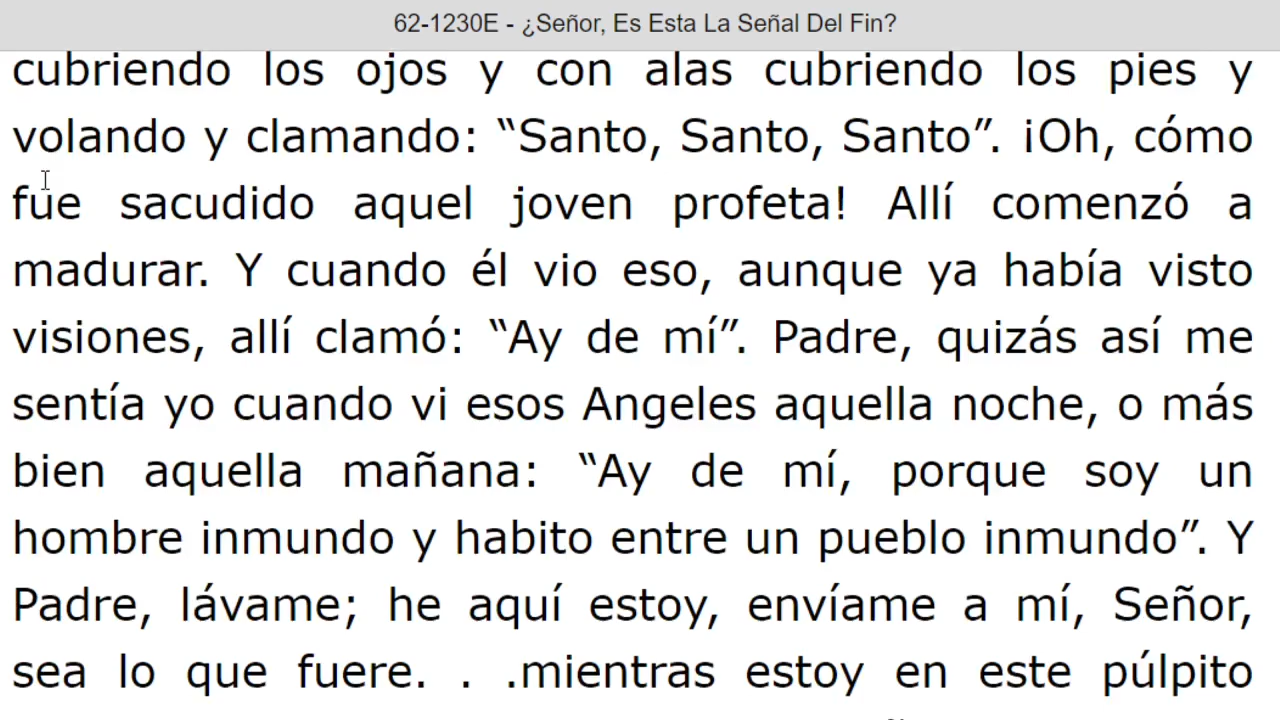 62-1230E - ¿Señor, Es Esta La Señal Del Fin?
cubriendo los ojos y con alas cubriendo los pies y
volando y clamando: “Santo, Santo, Santo”. ¡Oh, cómo
fue sacudido aquel joven profeta! Allí comenzó a
madurar. Y cuando él vio eso, aunque ya había visto
visiones, allí clamó: “Ay de mí”. Padre, quizás así me
sentía yo cuando vi esos Angeles aquella noche, o más
bien aquella mañana: “Ay de mí, porque soy un
hombre inmundo y habito entre un pueblo inmundo”. Y
Padre, lávame; he aquí estoy, envíame a mí, Señor,
sea lo que fuere. . .mientras estoy en este púlpito